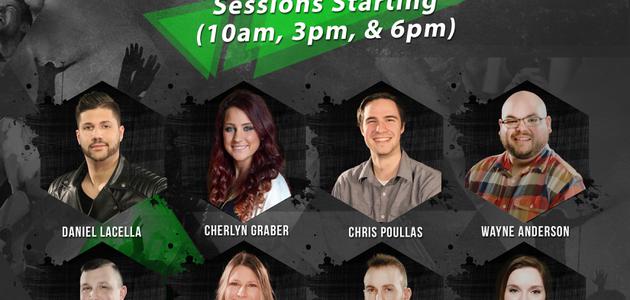 Sessions Starting
(10am, 3pm, & 6pm)
DANIEL LACELLA
CHERLYN GRABER
CHRIS POULLAS
WAYNE ANDERSON